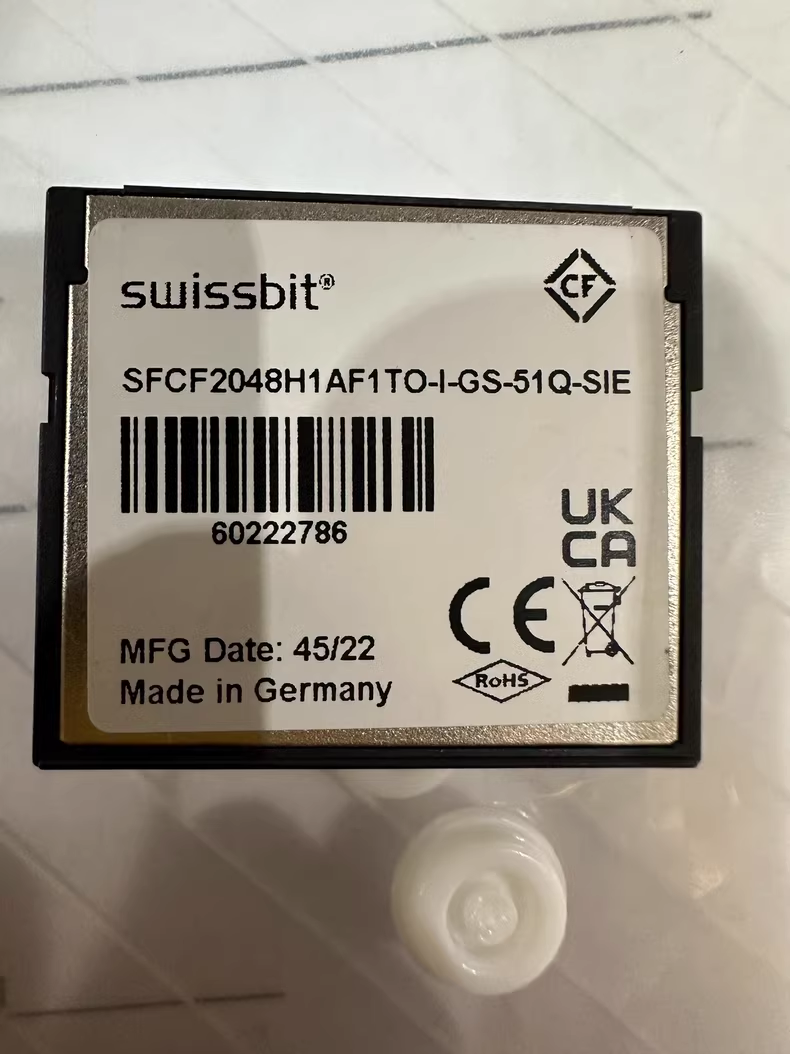 swissbit®
CF
SFCF2048H1AF1TO-I-GS-51Q-SIE
60222786
UK
CA
CE
MFG Date: 45/22
RoHS
Made in Germany